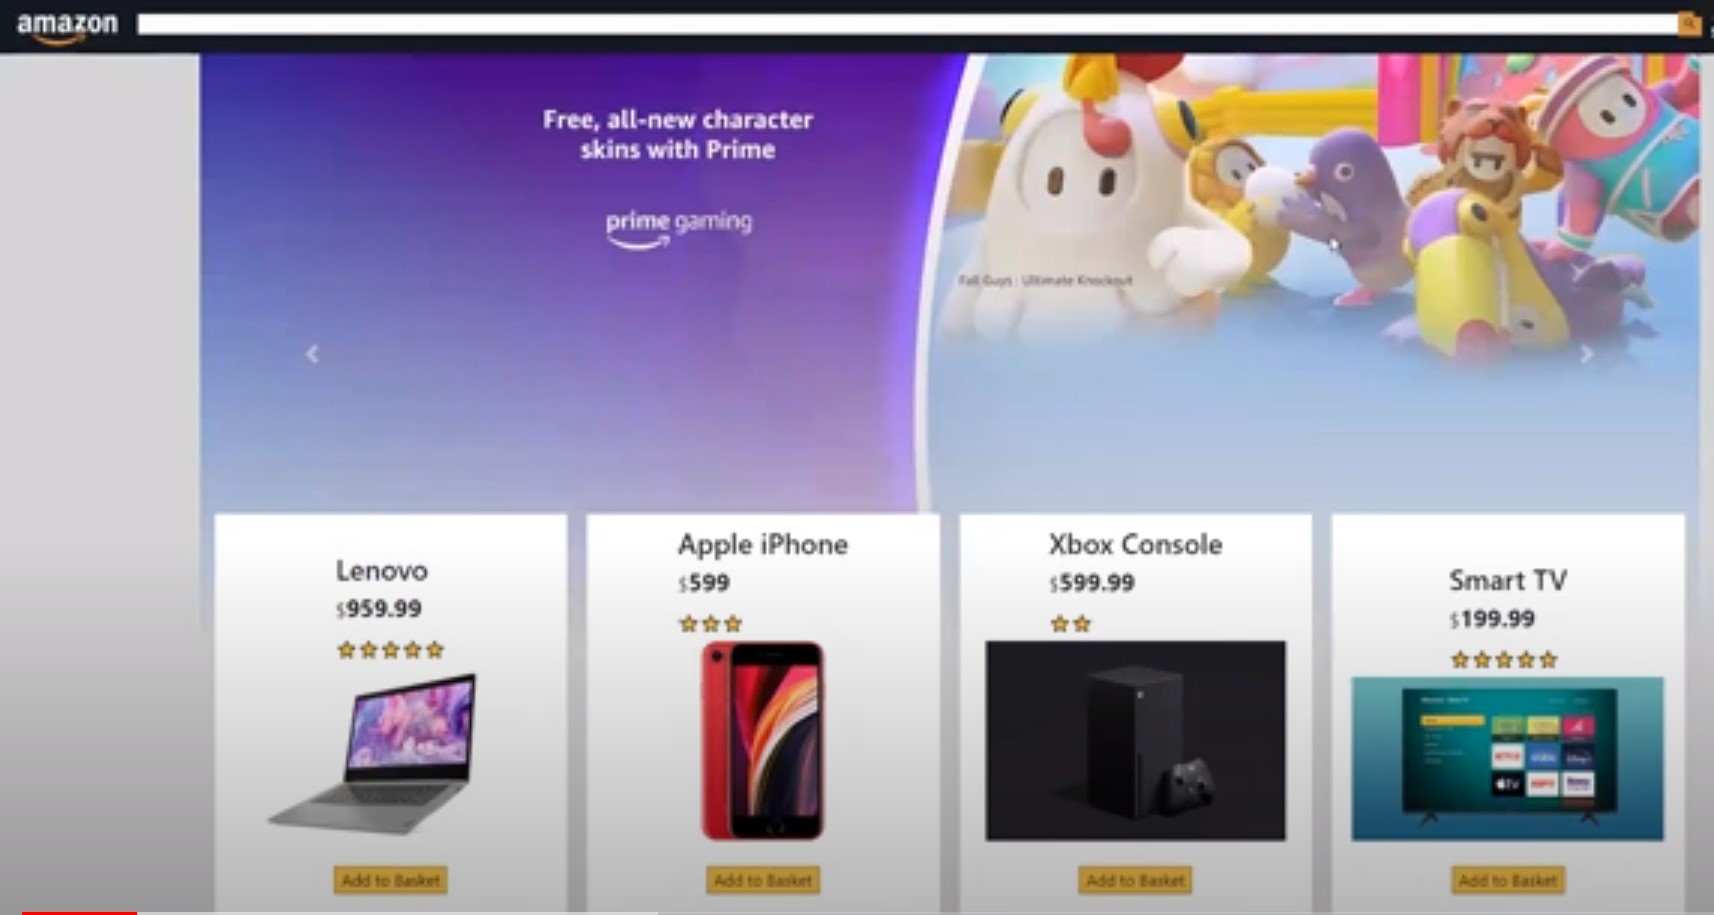 amazon
Free, all-new character
skins with Prime
prime gaming
Fall Guys : Ultimate Knockout
Lenovo
$959.99
Apple iPhone
$599
Xbox Console
$599.99
Smart TV
$199.99
Add to Basket
Add to Basket
Add to Basket
Add to Basket